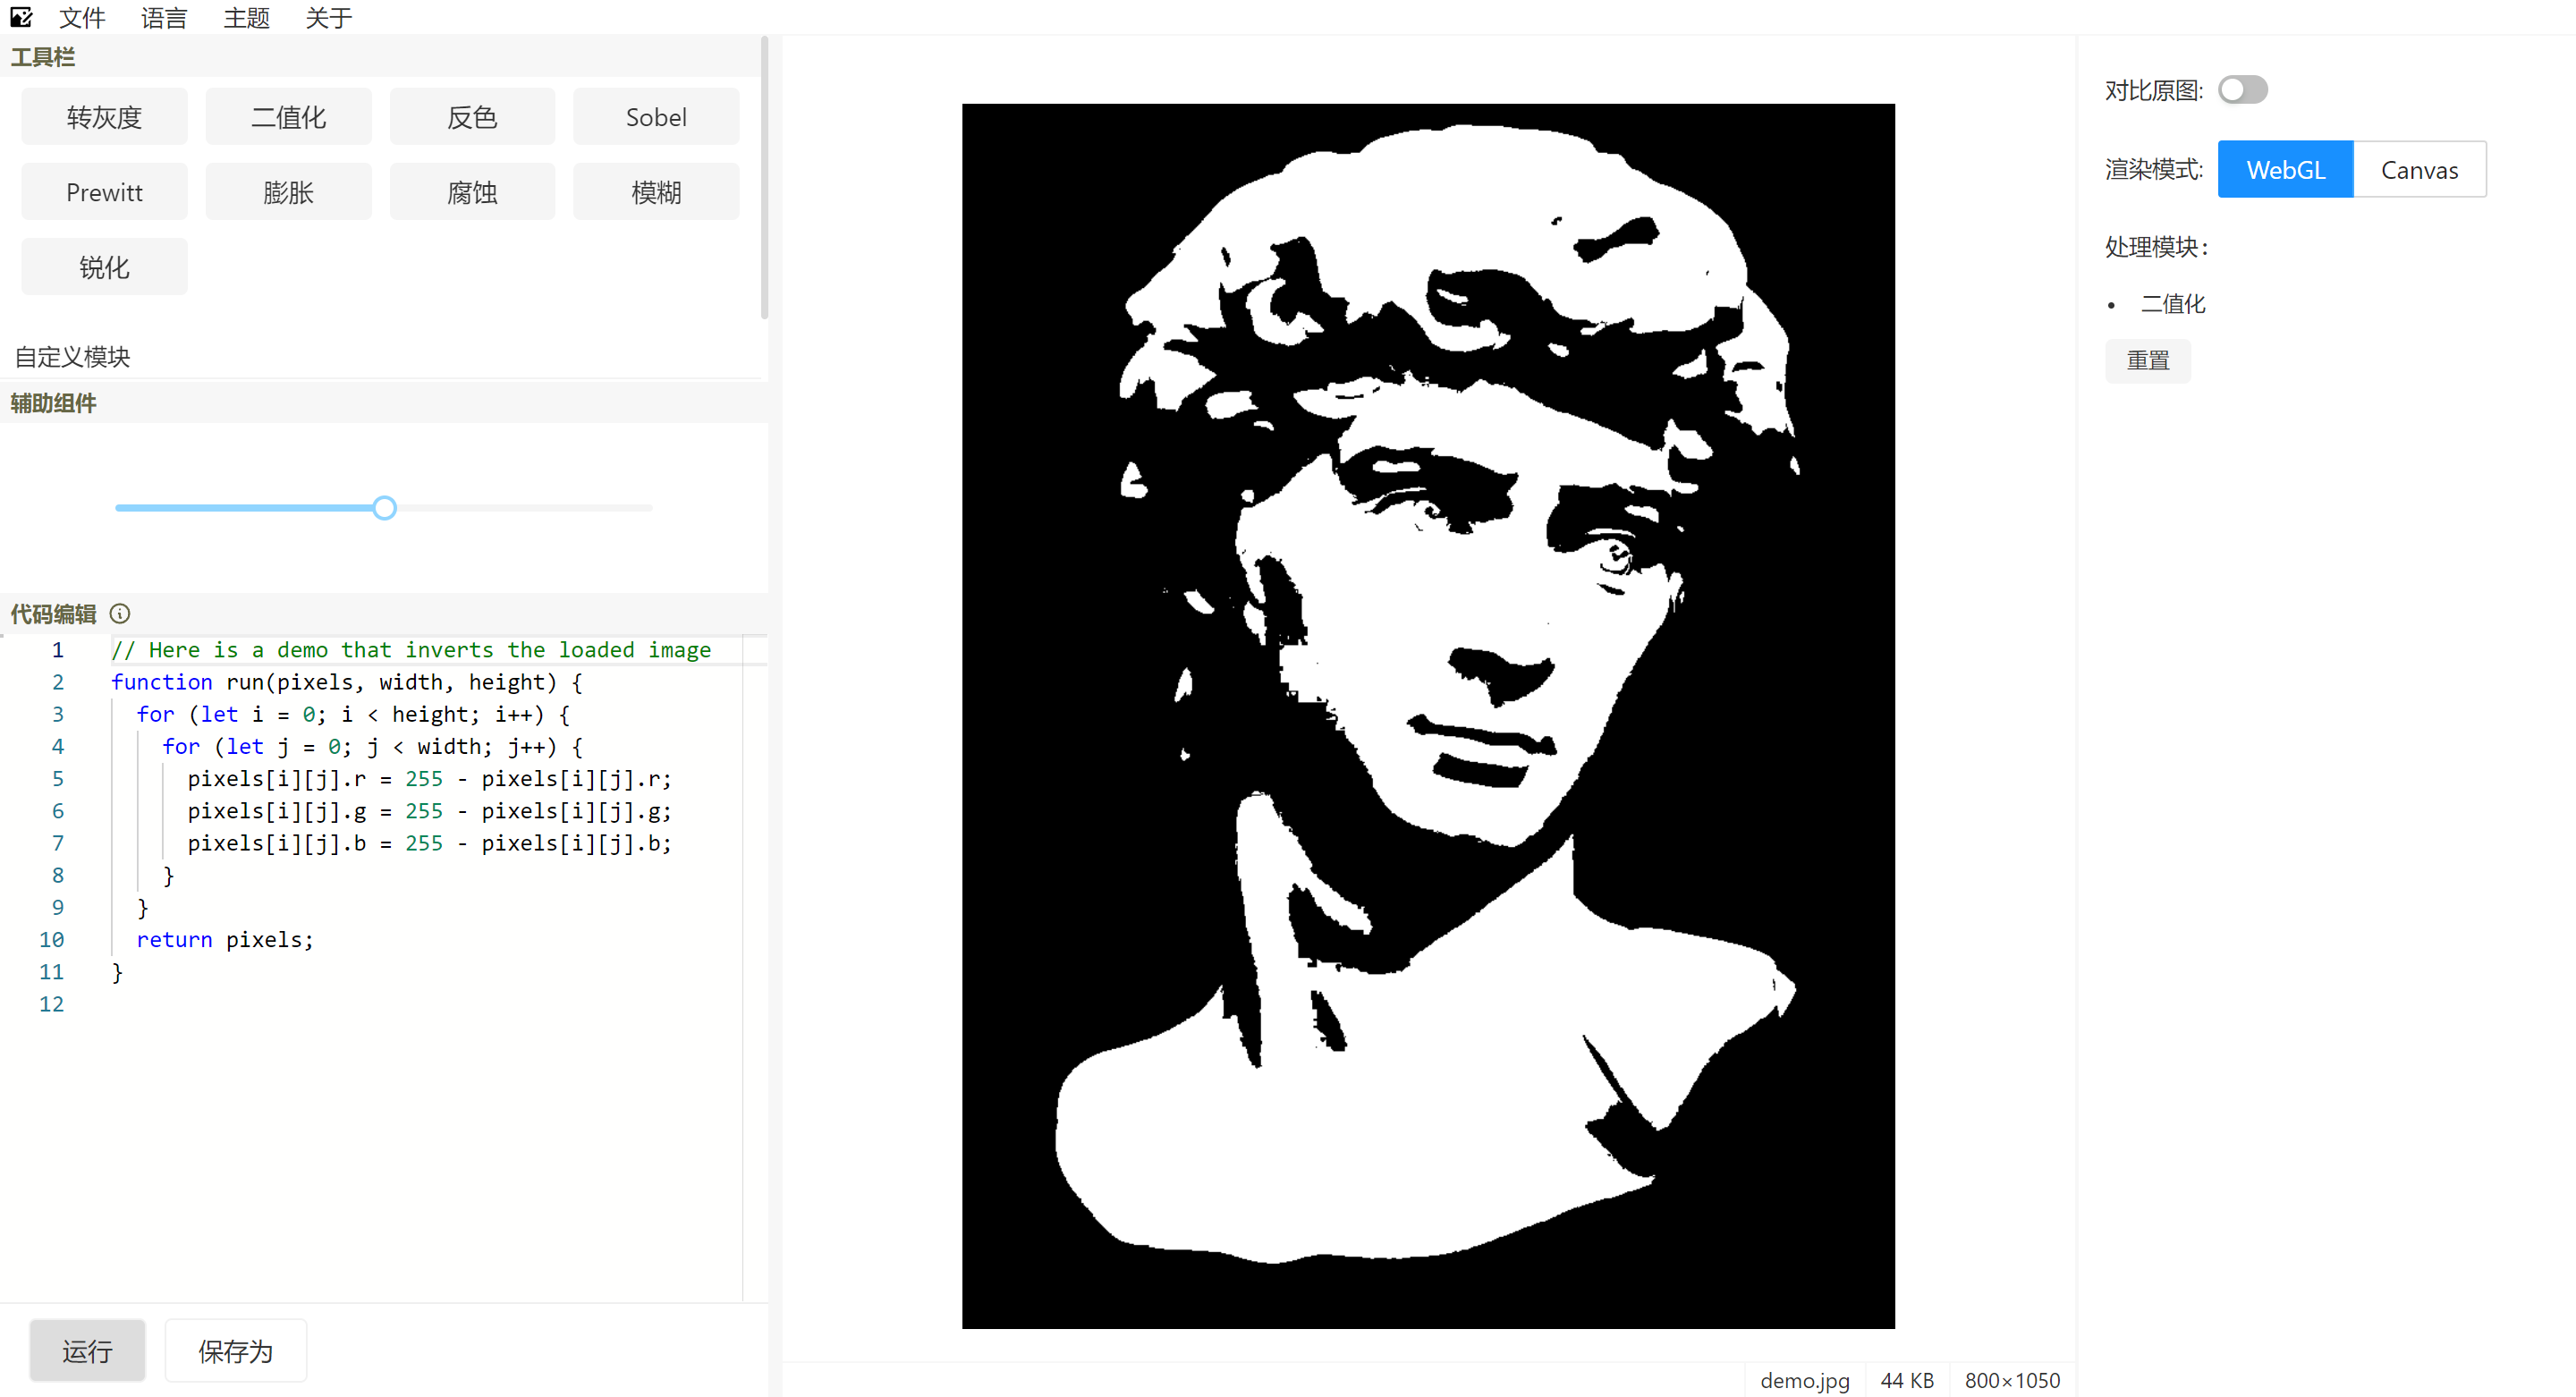 文件 语言 主题 关于
工具栏
转灰度 二值化 反色 Sobel
Prewitt 膨胀 腐蚀 模糊
锐化
自定义模块
辅助组件
代码编辑
1 // Here is a demo that inverts the loaded image
2 function run(pixels, width, height) {
3 for (let i = 0; i < height; i++) {
4 for (let j = 0; j < width; j++) {
5 pixels[i][j].r = 255 - pixels[i][j].r;
6 pixels[i][j].g = 255 - pixels[i][j].g;
7 pixels[i][j].b = 255 - pixels[i][j].b;
8 }
9 }
10 return pixels;
11 }
12
运行 保存为
demo.jpg 44 KB 800×1050
对比原图:
渲染模式: WebGL Canvas
处理模块:
• 二值化
重置